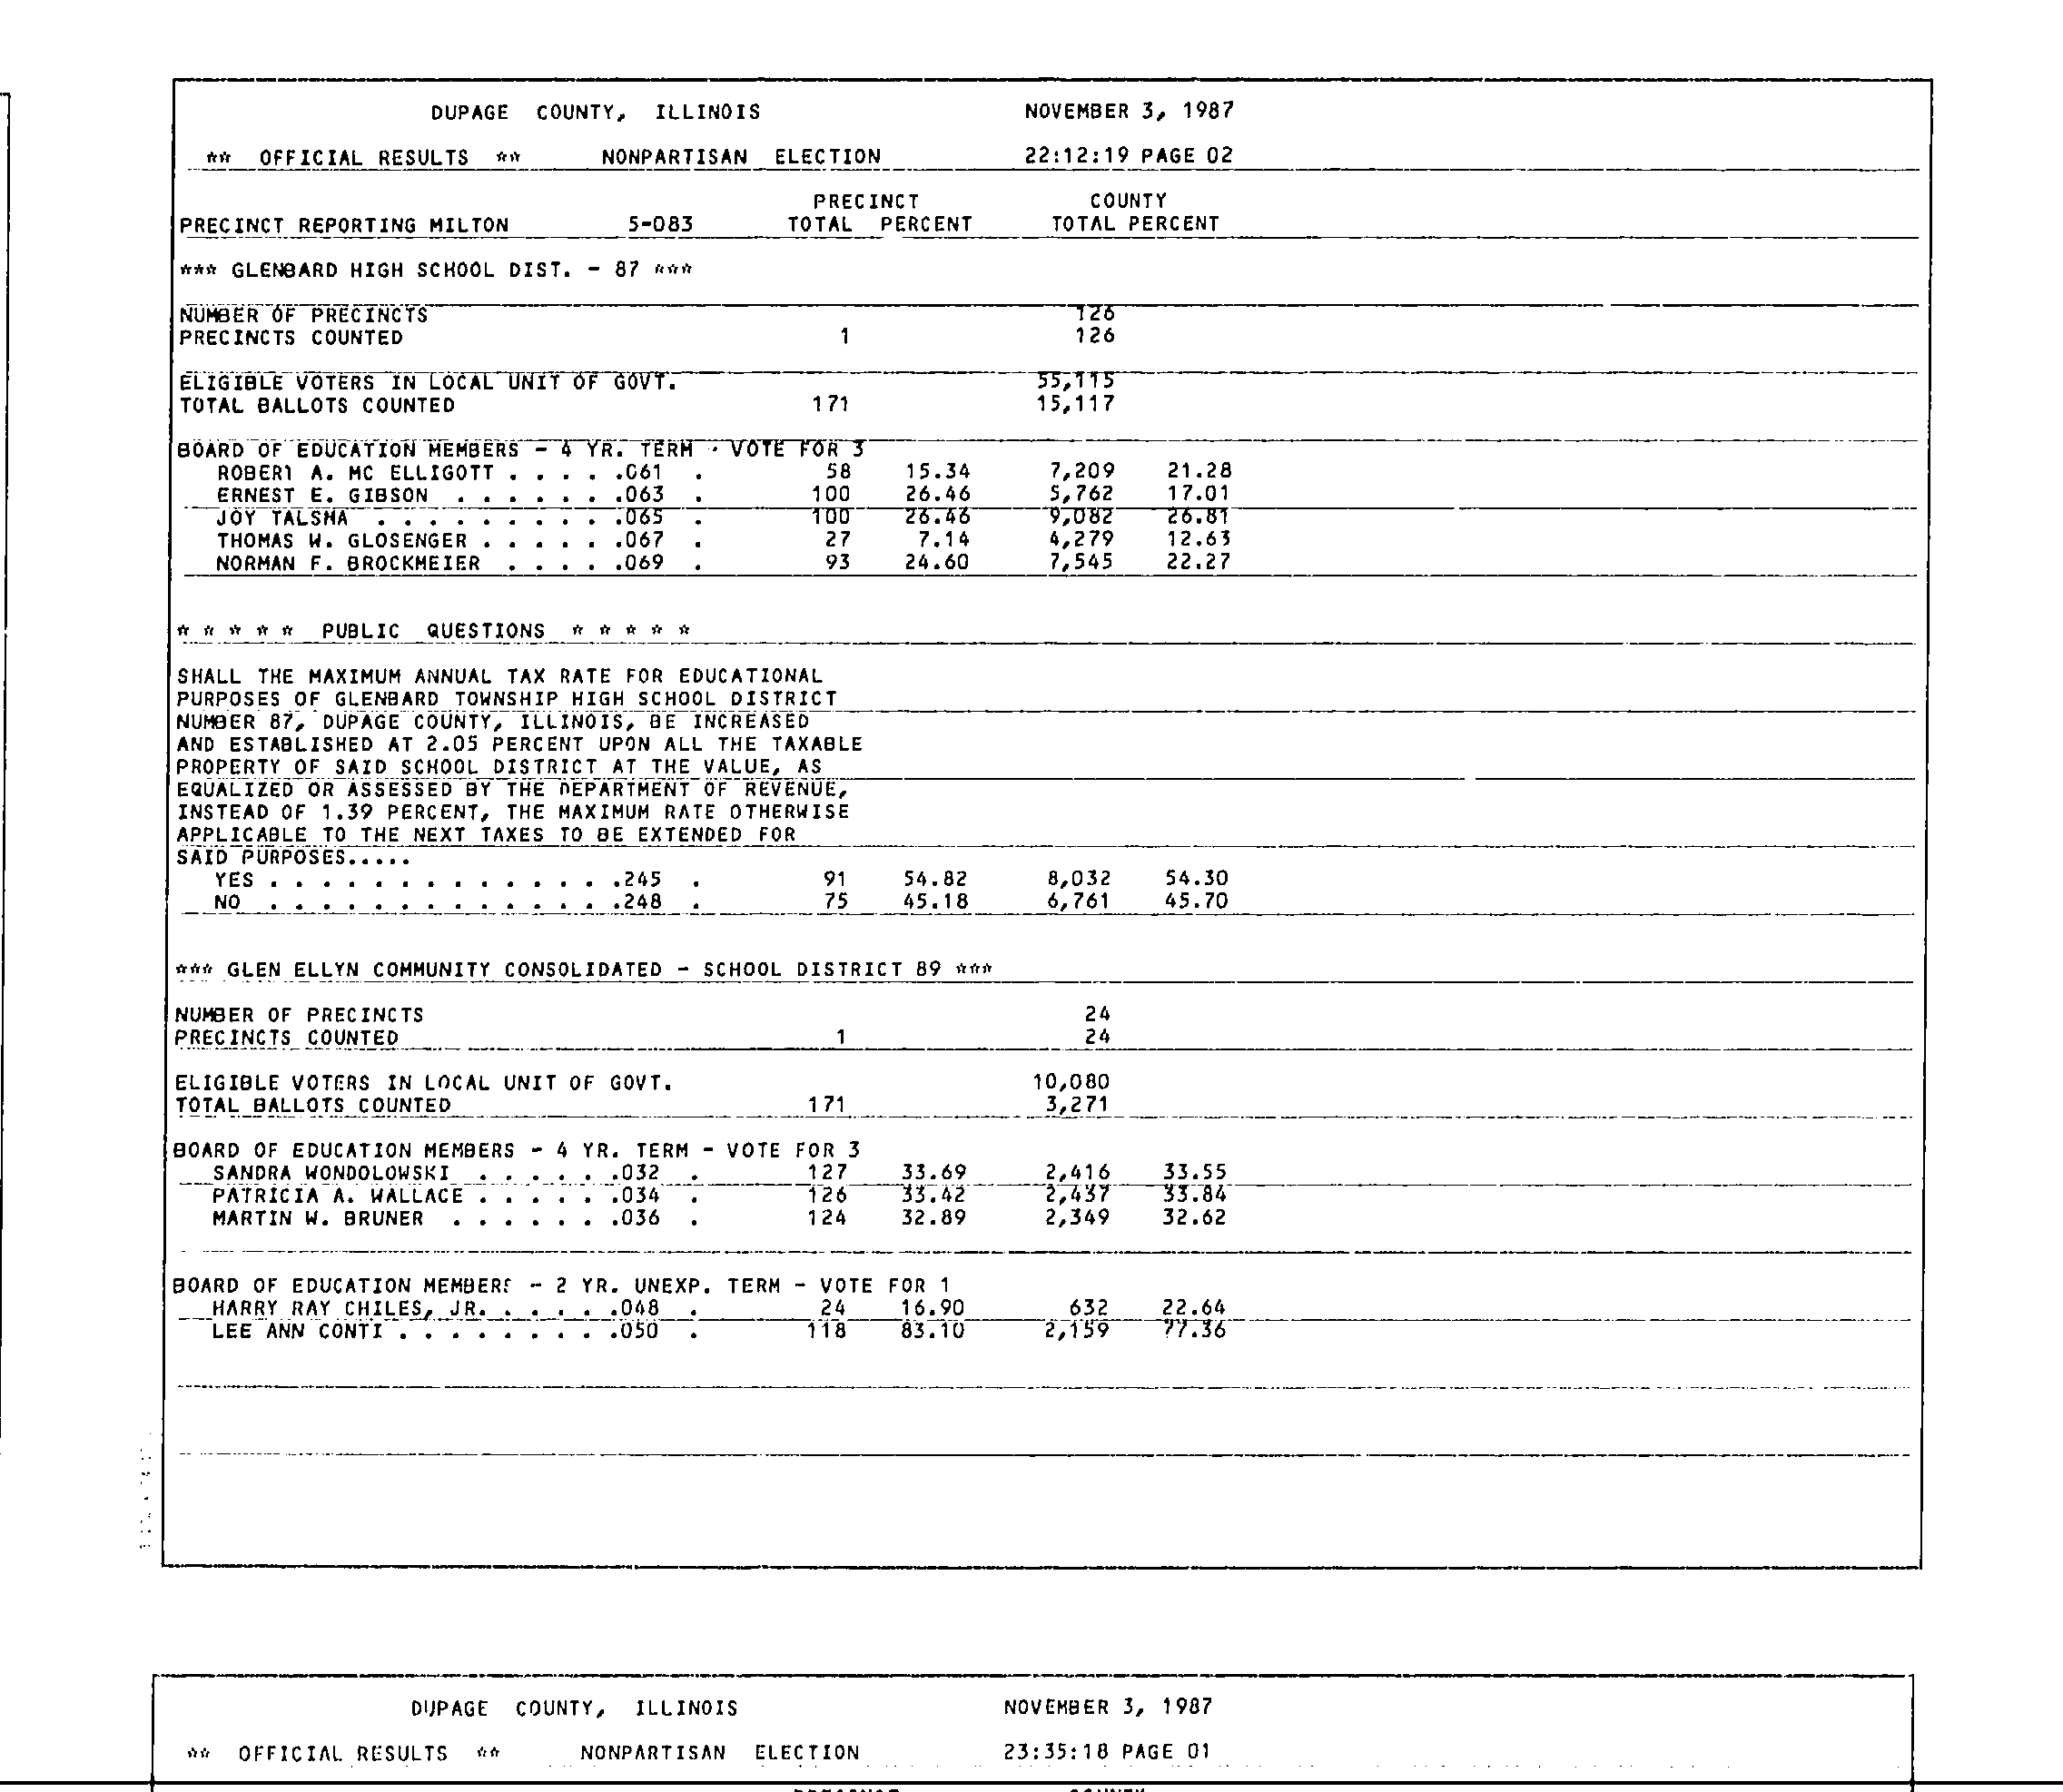 DUPAGE COUNTY, ILLINOIS NOVEMBER 3, 1987
** OFFICIAL RESULTS ** NONPARTISAN ELECTION 22:12:19 PAGE 02
PRECINCT COUNTY
PRECINCT REPORTING MILTON 5-083 TOTAL PERCENT TOTAL PERCENT
*** GLENBARD HIGH SCHOOL DIST. - 87 ***
NUMBER OF PRECINCTS 126
PRECINCTS COUNTED 1 126
ELIGIBLE VOTERS IN LOCAL UNIT OF GOVT. 55,115
TOTAL BALLOTS COUNTED 171 15,117
BOARD OF EDUCATION MEMBERS - 4 YR. TERM - VOTE FOR 3
ROBERT A. MC ELLIGOTT . . . . .061 . 58 15.34 7,209 21.28
ERNEST E. GIBSON . . . . . . .063 . 100 26.46 5,762 17.01
JOY TALSMA . . . . . . . . . .065 . 100 26.46 9,082 26.81
THOMAS W. GLOSENGER . . . . . .067 . 27 7.14 4,279 12.63
NORMAN F. BROCKMEIER . . . . .069 . 93 24.60 7,545 22.27
* * * * * PUBLIC QUESTIONS * * * * *
SHALL THE MAXIMUM ANNUAL TAX RATE FOR EDUCATIONAL
PURPOSES OF GLENBARD TOWNSHIP HIGH SCHOOL DISTRICT
NUMBER 87, DUPAGE COUNTY, ILLINOIS, BE INCREASED
AND ESTABLISHED AT 2.05 PERCENT UPON ALL THE TAXABLE
PROPERTY OF SAID SCHOOL DISTRICT AT THE VALUE, AS
EQUALIZED OR ASSESSED BY THE DEPARTMENT OF REVENUE,
INSTEAD OF 1.39 PERCENT, THE MAXIMUM RATE OTHERWISE
APPLICABLE TO THE NEXT TAXES TO BE EXTENDED FOR
SAID PURPOSES.....
YES . . . . . . . . . . . . . .245 . 91 54.82 8,032 54.30
NO . . . . . . . . . . . . . .248 . 75 45.18 6,761 45.70
*** GLEN ELLYN COMMUNITY CONSOLIDATED - SCHOOL DISTRICT 89 ***
NUMBER OF PRECINCTS 24
PRECINCTS COUNTED 1 24
ELIGIBLE VOTERS IN LOCAL UNIT OF GOVT. 10,080
TOTAL BALLOTS COUNTED 171 3,271
BOARD OF EDUCATION MEMBERS - 4 YR. TERM - VOTE FOR 3
SANDRA WONDOLOWSKI . . . . . .032 . 127 33.69 2,416 33.55
PATRICIA A. WALLACE . . . . . .034 . 126 33.42 2,437 33.84
MARTIN W. BRUNER . . . . . . .036 . 124 32.89 2,349 32.62
BOARD OF EDUCATION MEMBERS - 2 YR. UNEXP. TERM - VOTE FOR 1
HARRY RAY CHILES, JR. . . . . .048 . 24 16.90 632 22.64
LEE ANN CONTI . . . . . . . . .050 . 118 83.10 2,159 77.36
DUPAGE COUNTY, ILLINOIS NOVEMBER 3, 1987
** OFFICIAL RESULTS ** NONPARTISAN ELECTION 23:35:18 PAGE 01